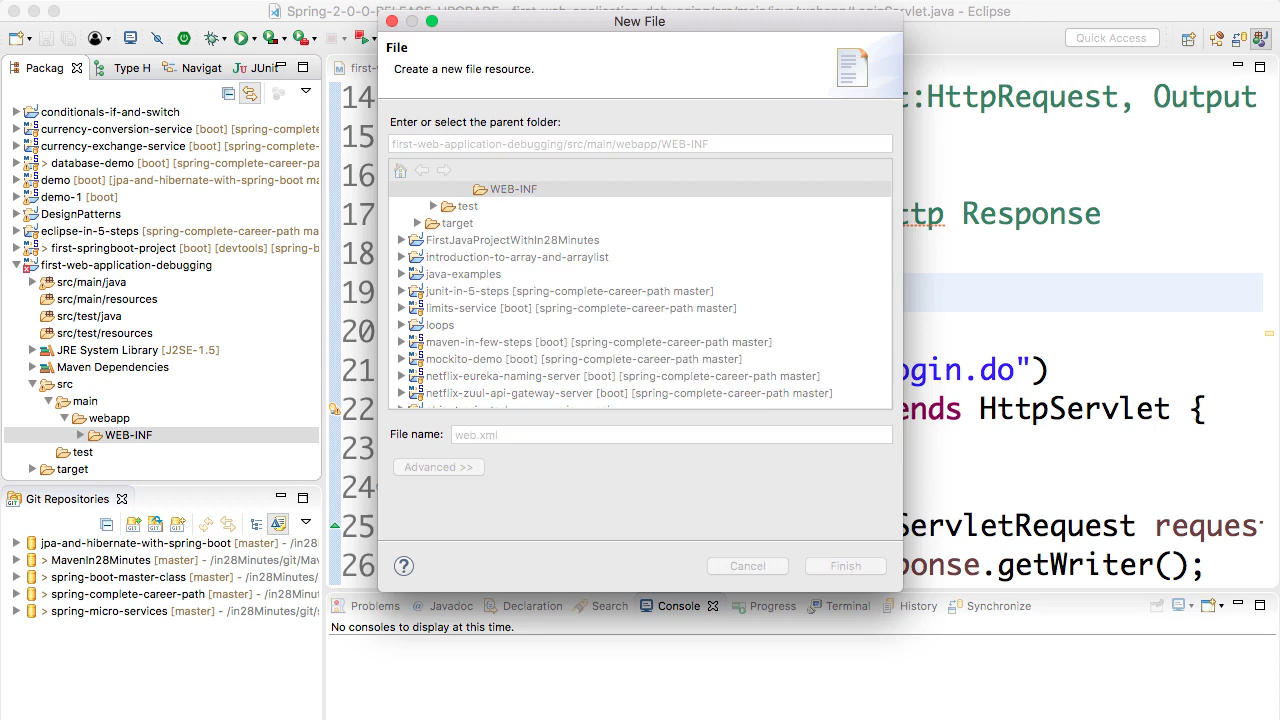 Spring-2-0-0-RELEASE-UPGRADE - first-web-application-debugging/src/main/java/webapp/LoginServlet.java - Eclipse
New File
Quick Access
File
Create a new file resource.
Packag
Type
Navigat
JUnit
first-
conditionals-if-and-switch
currency-conversion-service [boot] [spring-complete
currency-exchange-service [boot] [spring-complete-
> database-demo [boot] [spring-complete-career-path
demo [boot] [jpa-and-hibernate-with-spring-boot ma
demo-1 [boot]
DesignPatterns
eclipse-in-5-steps [spring-complete-career-path ma
> first-springboot-project [boot] [devtools] [spring-b
first-web-application-debugging
src/main/java
src/main/resources
src/test/java
src/test/resources
JRE System Library [J2SE-1.5]
Maven Dependencies
src
main
webapp
WEB-INF
test
target
Enter or select the parent folder:
first-web-application-debugging/src/main/webapp/WEB-INF
WEB-INF
test
target
FirstJavaProjectWithIn28Minutes
introduction-to-array-and-arraylist
java-examples
junit-in-5-steps [spring-complete-career-path master]
limits-service [boot] [spring-complete-career-path master]
loops
maven-in-few-steps [boot] [spring-complete-career-path master]
mockito-demo [boot] [spring-complete-career-path master]
netflix-eureka-naming-server [boot] [spring-complete-career-path master]
netflix-zuul-api-gateway-server [boot] [spring-complete-career-path master]
File name: web.xml
Advanced >>
Cancel
Finish
14 t:HttpRequest, Output
15
16
17 ttp Response
18
19
20
21 ogin.do")
22 ends HttpServlet {
23
24
25 ServletRequest reques
26 ponse.getWriter();
Git Repositories
jpa-and-hibernate-with-spring-boot [master] - /in28
> MavenIn28Minutes [master] - /in28Minutes/git/Ma
> spring-boot-master-class [master] - /in28Minutes/
> spring-complete-career-path [master] - /in28Minut
> spring-micro-services [master] - /in28Minutes/git/s
Problems
Javadoc
Declaration
Search
Console
Progress
Terminal
History
Synchronize
No consoles to display at this time.